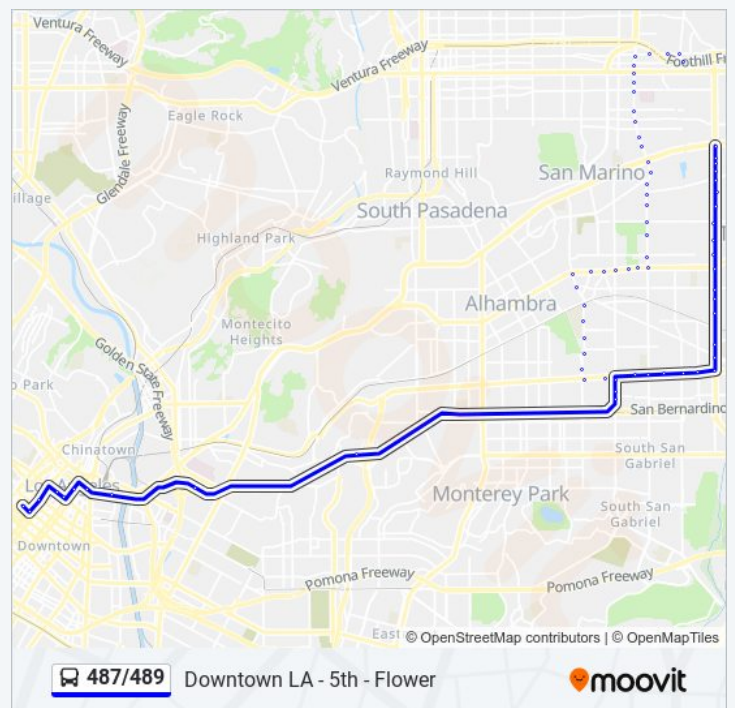 Ventura Freeway
Ventura Freeway
Foothill Fr
Eagle Rock
Glendale Freeway
Raymond Hill
San Marino
illage
South Pasadena
Highland Park
Alhambra
Montecito
Heights
Golden State
Freeway
o Park
San Bernardino
Chinatown
South San
Gabriel
Los Angeles
Monterey Park
South San
Gabriel
Downtown
Pomona Freeway
Pomona Freeway
East
© OpenStreetMap contributors | © OpenMapTiles
487/489 Downtown LA - 5th - Flower
moovit